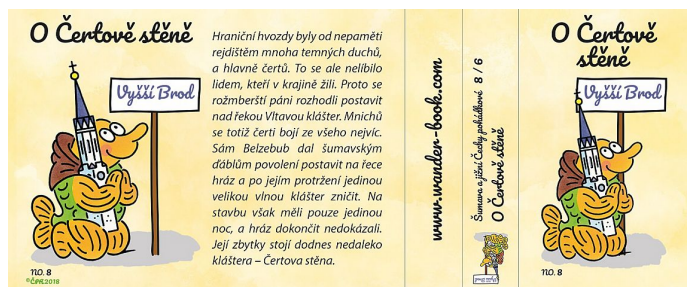 O Čertově stěně
Vyšší Brod
NO. 8
©ČIPR2018
Hraniční hvozdy byly od nepaměti
rejdištěm mnoha temných duchů,
a hlavně čertů. To se ale nelíbilo
lidem, kteří v krajině žili. Proto se
rožmberští páni rozhodli postavit
nad řekou Vltavou klášter. Mnichů
se totiž čerti bojí ze všeho nejvíc.
Sám Belzebub dal šumavským
ďáblům povolení postavit na řece
hráz a po jejím protržení jedinou
velikou vlnou klášter zničit. Na
stavbu však měli pouze jedinou
noc, a hráz dokončit nedokázali.
Její zbytky stojí dodnes nedaleko
kláštera – Čertova stěna.
www.wander-book.com
Šumava a jižní Čechy pohádkové 8 / 6
O Čertově stěně
O Čertově
stěně
Vyšší Brod
NO. 8